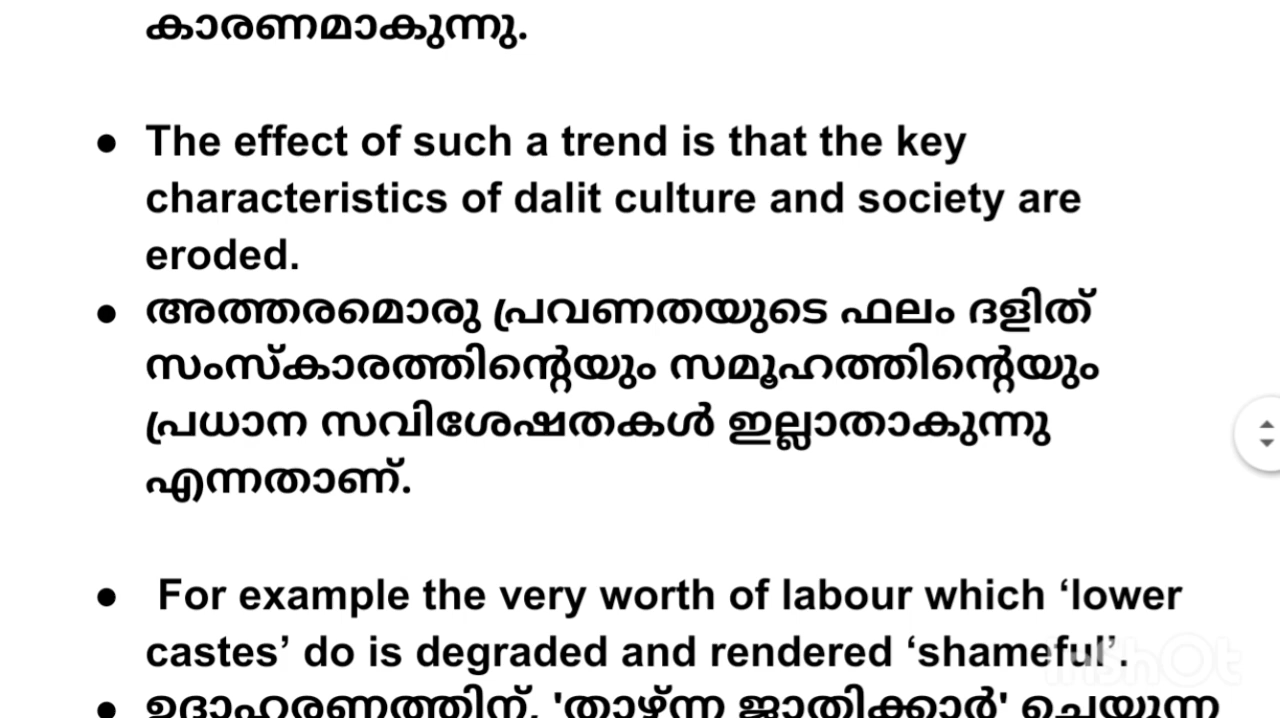 കാരണമാകുന്നു.
● The effect of such a trend is that the key
characteristics of dalit culture and society are
eroded.
● അത്തരമൊരു പ്രവണതയുടെ ഫലം ദളിത്
സംസ്കാരത്തിന്റെയും സമൂഹത്തിന്റെയും
പ്രധാന സവിശേഷതകൾ ഇല്ലാതാകുന്നു
എന്നതാണ്.
● For example the very worth of labour which ‘lower
castes’ do is degraded and rendered ‘shameful’.
InShOt
● ഉദാഹരണത്തിന്, 'താഴ്ന്ന ജാതിക്കാർ' ചെയ്യുന്ന